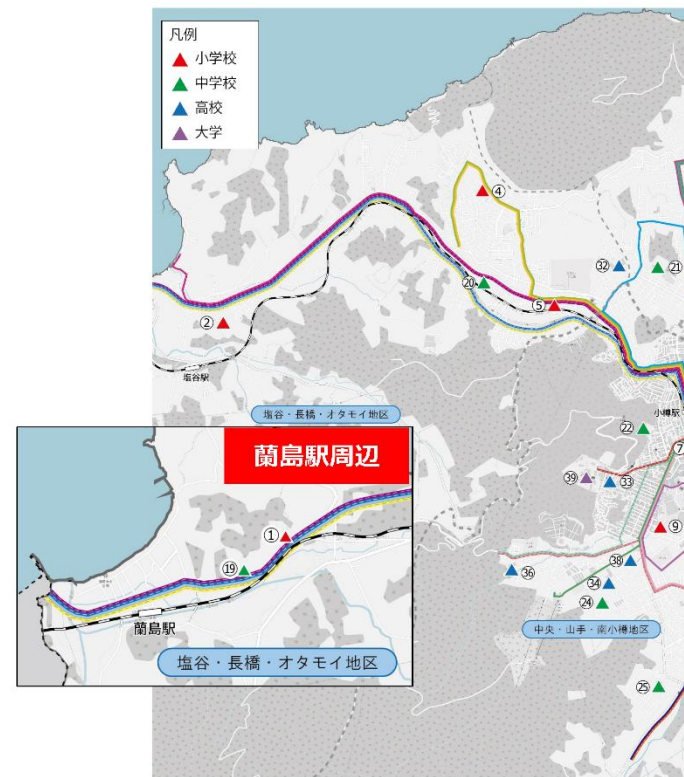 凡例
小学校
中学校
高校
大学
④
㉜
㉑
⑳
⑤
②
塩谷駅
小樽駅
㉒
塩谷・長橋・オタモイ地区
⑦
蘭島駅周辺
㊴
㉝
⑨
①
㊳
⑲
㊱
㉞
㉔
蘭島駅
中央・山手・南小樽地区
塩谷・長橋・オタモイ地区
㉕